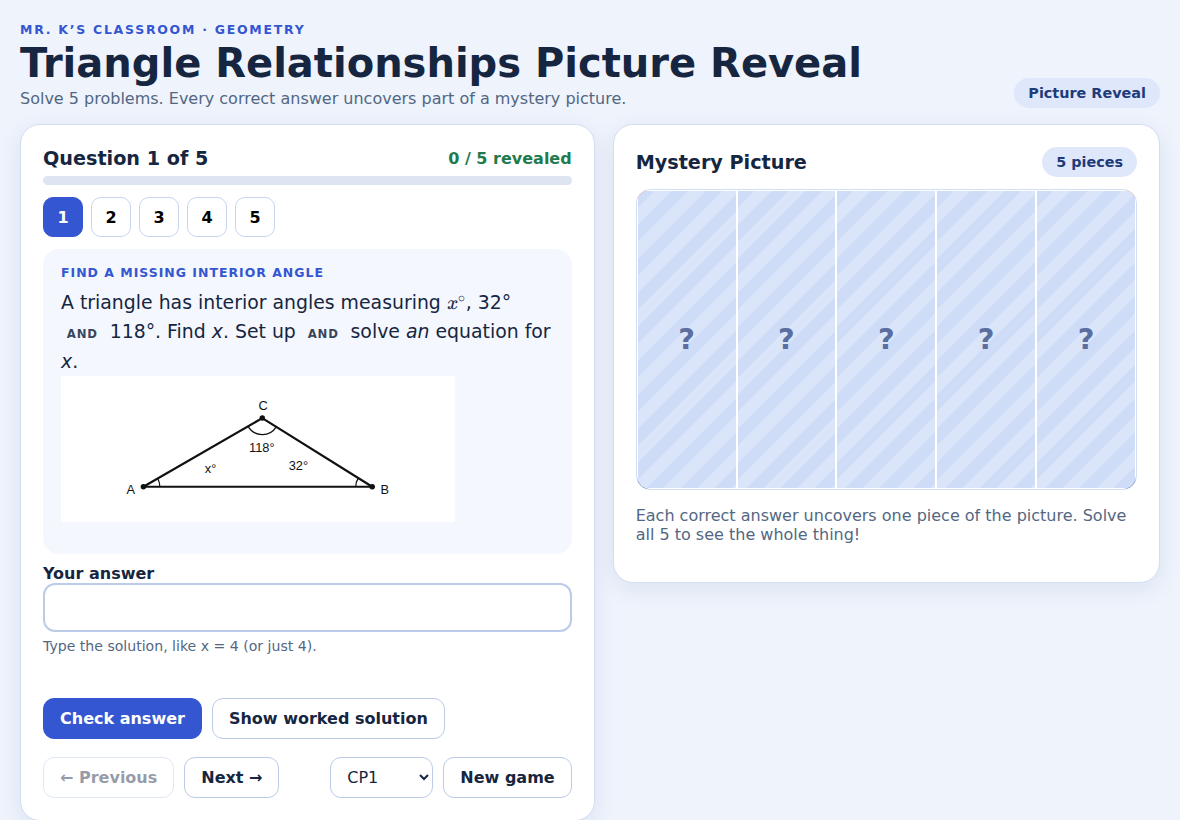 MR. K'S CLASSROOM · GEOMETRY
Triangle Relationships Picture Reveal
Solve 5 problems. Every correct answer uncovers part of a mystery picture.
Picture Reveal
Question 1 of 5
0 / 5 revealed
1 2 3 4 5
FIND A MISSING INTERIOR ANGLE
A triangle has interior angles measuring x°, 32°
AND 118°. Find x. Set up AND solve an equation for
x.
C
118°
x°
32°
A
B
Your answer
Type the solution, like x = 4 (or just 4).
Check answer
Show worked solution
← Previous
Next →
CP1
New game
Mystery Picture
5 pieces
? ? ? ? ?
Each correct answer uncovers one piece of the picture. Solve
all 5 to see the whole thing!